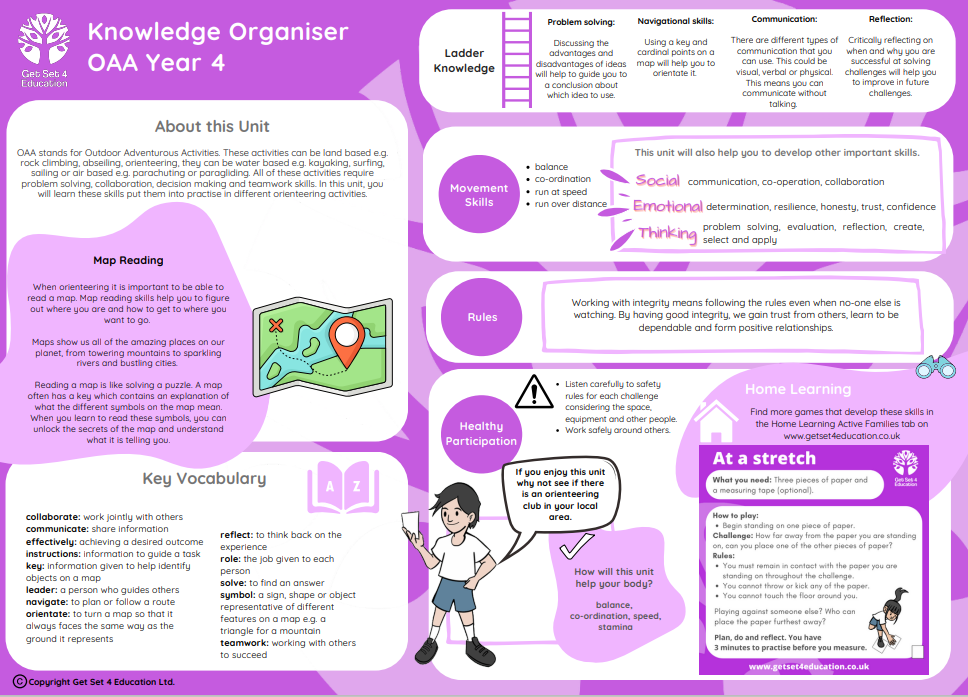 Get Set 4
Education
Knowledge Organiser
OAA Year 4
About this Unit
OAA stands for Outdoor Adventurous Activities. These activities can be land based e.g.
rock climbing, abseiling, orienteering, they can be water based e.g. kayaking, surfing,
sailing or air based e.g. parachuting or paragliding. All of these activities require
problem solving, collaboration, decision making and teamwork skills. In this unit, you
will learn these skills put them into practise in different orienteering activities.
Map Reading
When orienteering it is important to be able to
read a map. Map reading skills help you to figure
out where you are and how to get to where you
want to go.
Maps show us all of the amazing places on our
planet, from towering mountains to sparkling
rivers and bustling cities.
Reading a map is like solving a puzzle. A map
often has a key which contains an explanation of
what the different symbols on the map mean.
When you learn to read these symbols, you can
unlock the secrets of the map and understand
what it is telling you.
Key Vocabulary
A Z
collaborate: work jointly with others
communicate: share information
effectively: achieving a desired outcome
instructions: information to guide a task
key: information given to help identify
objects on a map
leader: a person who guides others
navigate: to plan or follow a route
orientate: to turn a map so that it
always faces the same way as the
ground it represents
reflect: to think back on the
experience
role: the job given to each
person
solve: to find an answer
symbol: a sign, shape or object
representative of different
features on a map e.g. a
triangle for a mountain
teamwork: working with others
to succeed
© Copyright Get Set 4 Education Ltd.
Ladder
Knowledge
Problem solving:
Discussing the
advantages and
disadvantages of ideas
will help to guide you to
a conclusion about
which idea to use.
Navigational skills:
Using a key and
cardinal points on a
map will help you to
orientate it.
Communication:
There are different types of
communication that you
can use. This could be
visual, verbal or physical.
This means you can
communicate without
talking.
Reflection:
Critically reflecting on
when and why you are
successful at solving
challenges will help you
to improve in future
challenges.
Movement
Skills
• balance
• co-ordination
• run at speed
• run over distance
This unit will also help you to develop other important skills.
Social communication, co-operation, collaboration
Emotional determination, resilience, honesty, trust, confidence
Thinking problem solving, evaluation, reflection, create,
select and apply
Rules
Working with integrity means following the rules even when no-one else is
watching. By having good integrity, we gain trust from others, learn to be
dependable and form positive relationships.
Healthy
Participation
• Listen carefully to safety
rules for each challenge
considering the space,
equipment and other people.
• Work safely around others.
If you enjoy this unit
why not see if there
is an orienteering
club in your local
area.
How will this unit
help your body?
balance,
co-ordination, speed,
stamina
Home Learning
Find more games that develop these skills in
the Home Learning Active Families tab on
www.getset4education.co.uk
At a stretch
Get Set 4
Education
What you need: Three pieces of paper and
a measuring tape (optional).
How to play:
• Begin standing on one piece of paper.
Challenge: How far away from the paper you are standing
on, can you place one of the other pieces of paper?
Rules:
• You must remain in contact with the paper you are
standing on throughout the challenge.
• You cannot throw or kick any of the paper.
• You cannot touch the floor around you.
Playing against someone else? Who can
place the paper furthest away?
Plan, do and reflect. You have
3 minutes to practise before you measure.
www.getset4education.co.uk